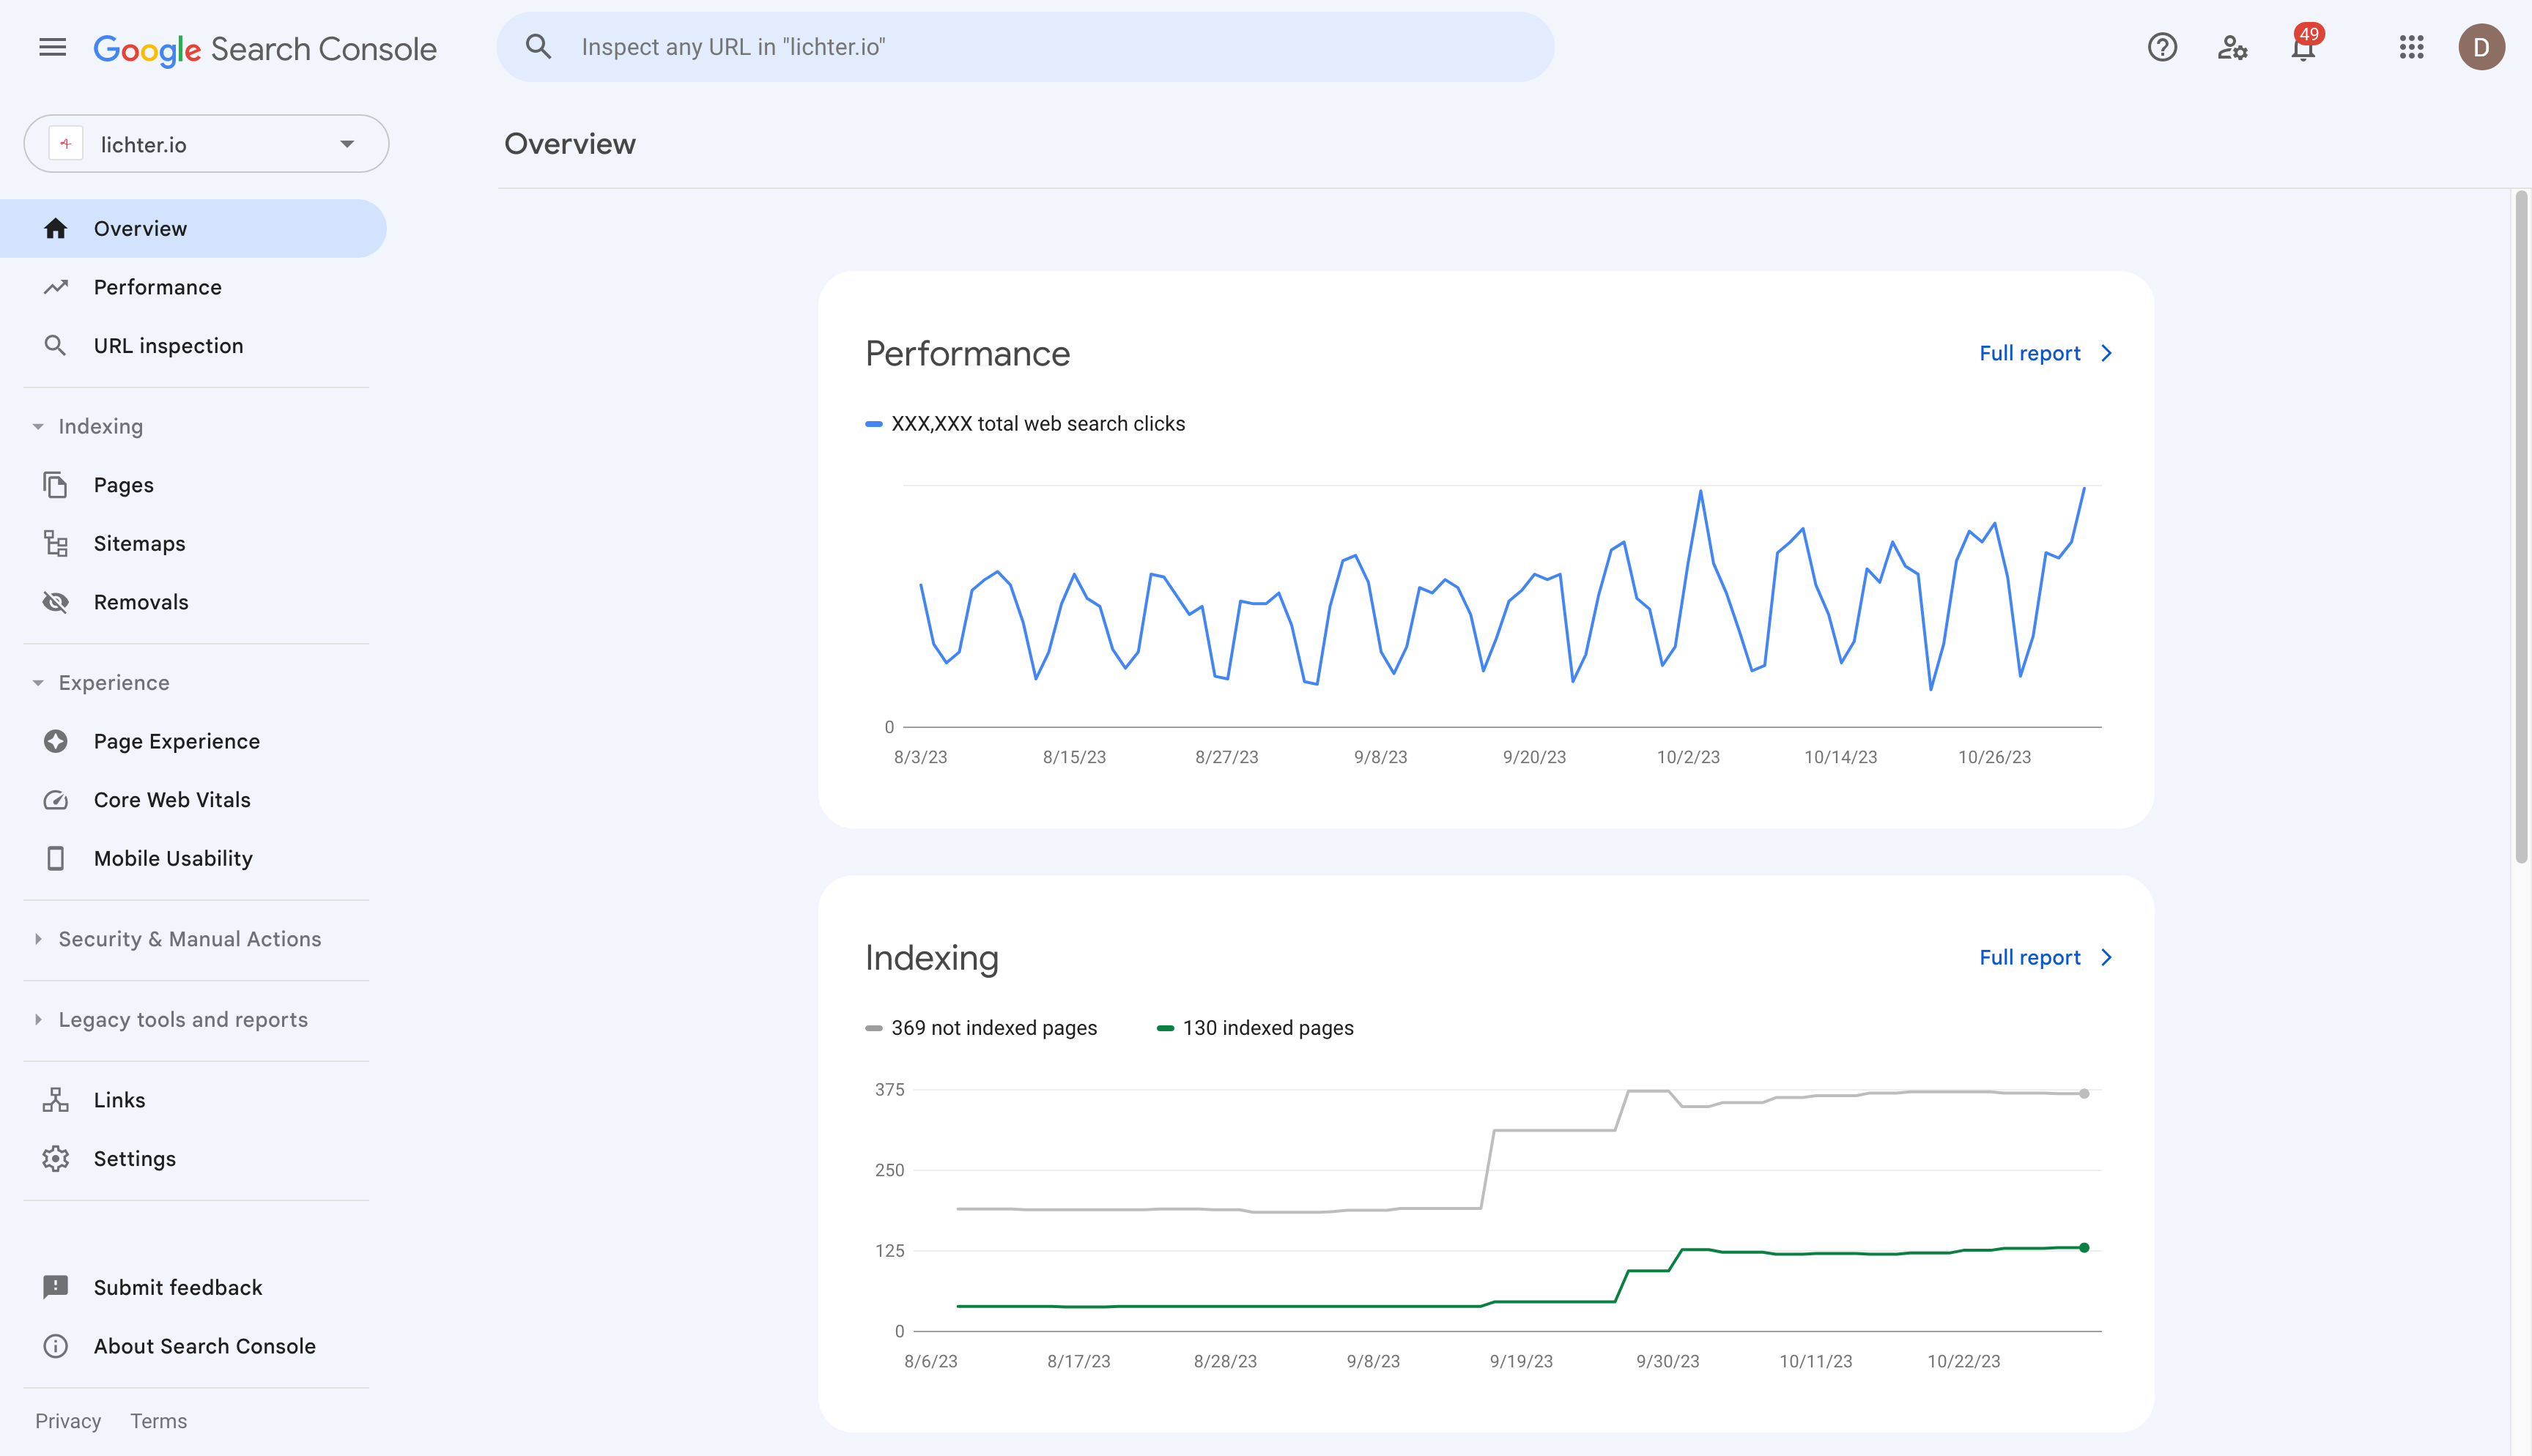 Google Search Console
Inspect any URL in "lichter.io"
49
D
lichter.io
Overview
Overview
Performance
URL inspection
Indexing
Pages
Sitemaps
Removals
Experience
Page Experience
Core Web Vitals
Mobile Usability
Security & Manual Actions
Legacy tools and reports
Links
Settings
Submit feedback
About Search Console
Privacy Terms
Performance
Full report
XXX,XXX total web search clicks
0
8/3/23 8/15/23 8/27/23 9/8/23 9/20/23 10/2/23 10/14/23 10/26/23
Indexing
Full report
369 not indexed pages 130 indexed pages
375
250
125
0
8/6/23 8/17/23 8/28/23 9/8/23 9/19/23 9/30/23 10/11/23 10/22/23